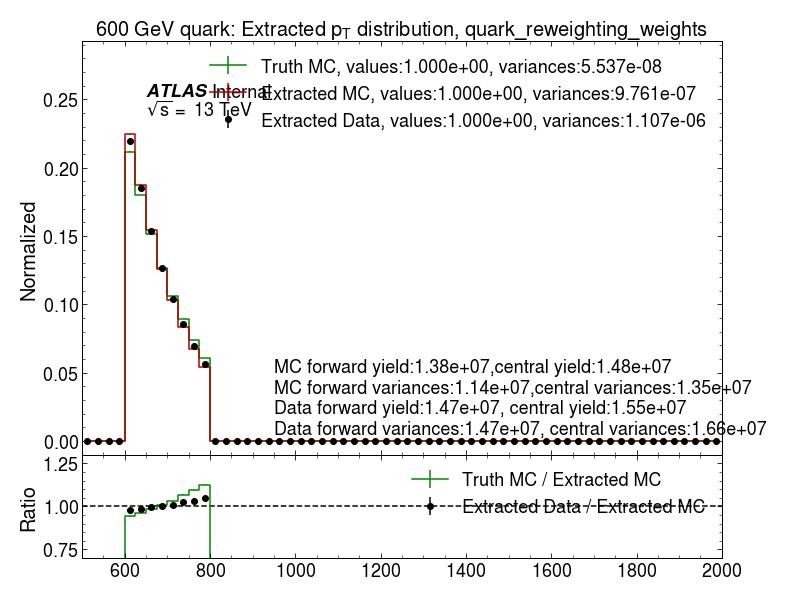 600 GeV quark: Extracted pT distribution, quark_reweighting_weights
Truth MC, values:1.000e+00, variances:5.537e-08
ATLAS Internal
Extracted MC, values:1.000e+00, variances:9.761e-07
√s = 13 TeV
Extracted Data, values:1.000e+00, variances:1.107e-06
Normalized
0.25
0.20
0.15
0.10
0.05
0.00
MC forward yield:1.38e+07,central yield:1.48e+07
MC forward variances:1.14e+07,central variances:1.35e+07
Data forward yield:1.47e+07, central yield:1.55e+07
Data forward variances:1.47e+07, central variances:1.66e+07
Ratio
1.25
1.00
0.75
Truth MC / Extracted MC
Extracted Data / Extracted MC
600 800 1000 1200 1400 1600 1800 2000